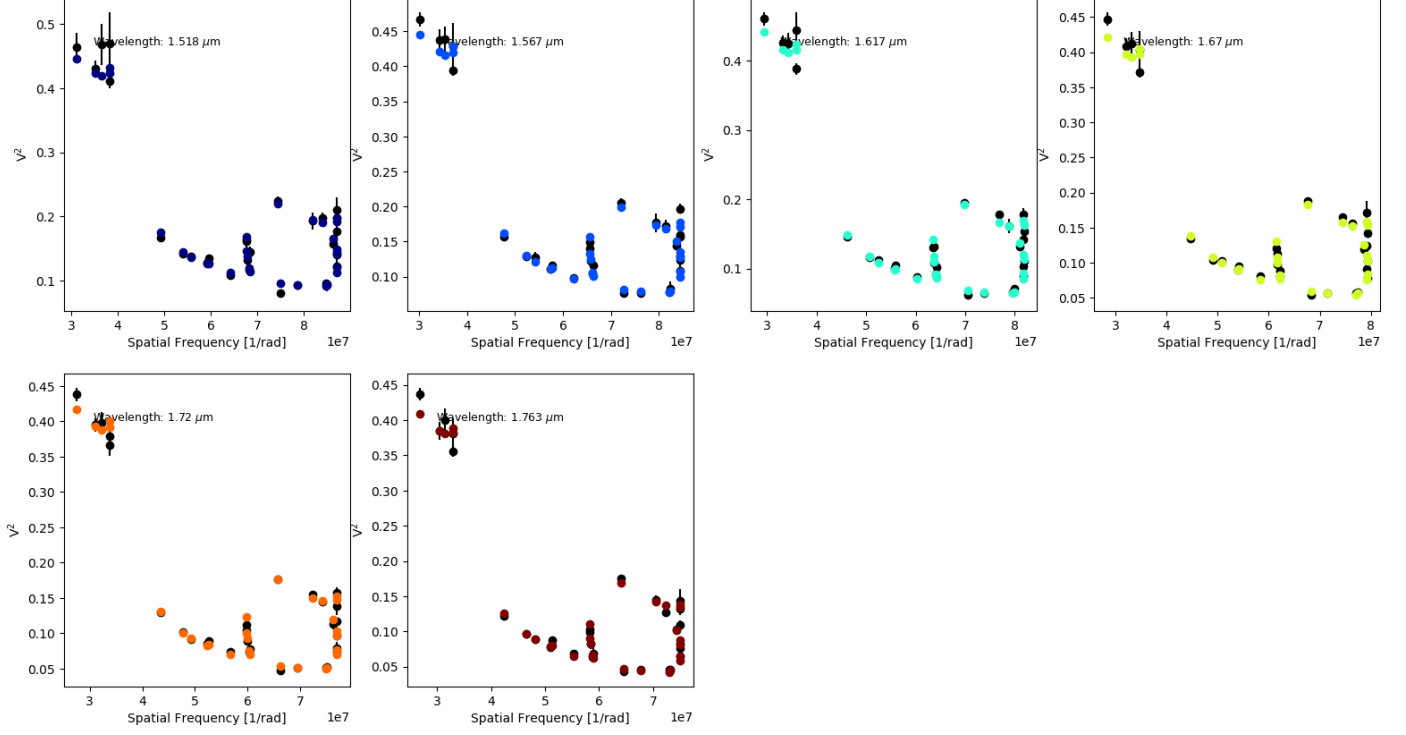 0.5
0.4
0.3
0.2
0.1
V²
Wavelength: 1.518 μm
3 4 5 6 7 8
Spatial Frequency [1/rad]
1e7
0.45
0.40
0.35
0.30
0.25
0.20
0.15
0.10
V²
Wavelength: 1.567 μm
3 4 5 6 7 8
Spatial Frequency [1/rad]
1e7
0.4
0.3
0.2
0.1
V²
Wavelength: 1.617 μm
3 4 5 6 7 8
Spatial Frequency [1/rad]
1e7
0.45
0.40
0.35
0.30
0.25
0.20
0.15
0.10
0.05
V²
Wavelength: 1.67 μm
3 4 5 6 7 8
Spatial Frequency [1/rad]
1e7
0.45
0.40
0.35
0.30
0.25
0.20
0.15
0.10
0.05
V²
Wavelength: 1.72 μm
3 4 5 6 7
Spatial Frequency [1/rad]
1e7
0.45
0.40
0.35
0.30
0.25
0.20
0.15
0.10
0.05
V²
Wavelength: 1.763 μm
3 4 5 6 7
Spatial Frequency [1/rad]
1e7